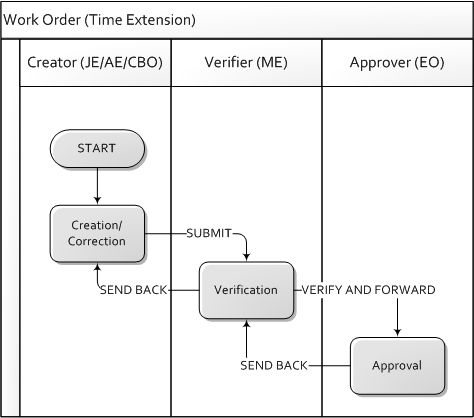 Work Order (Time Extension)
Creator (JE/AE/CBO)
Verifier (ME)
Approver (EO)
START
Creation/
Correction
SUBMIT
SEND BACK
Verification
VERIFY AND FORWARD
SEND BACK
Approval